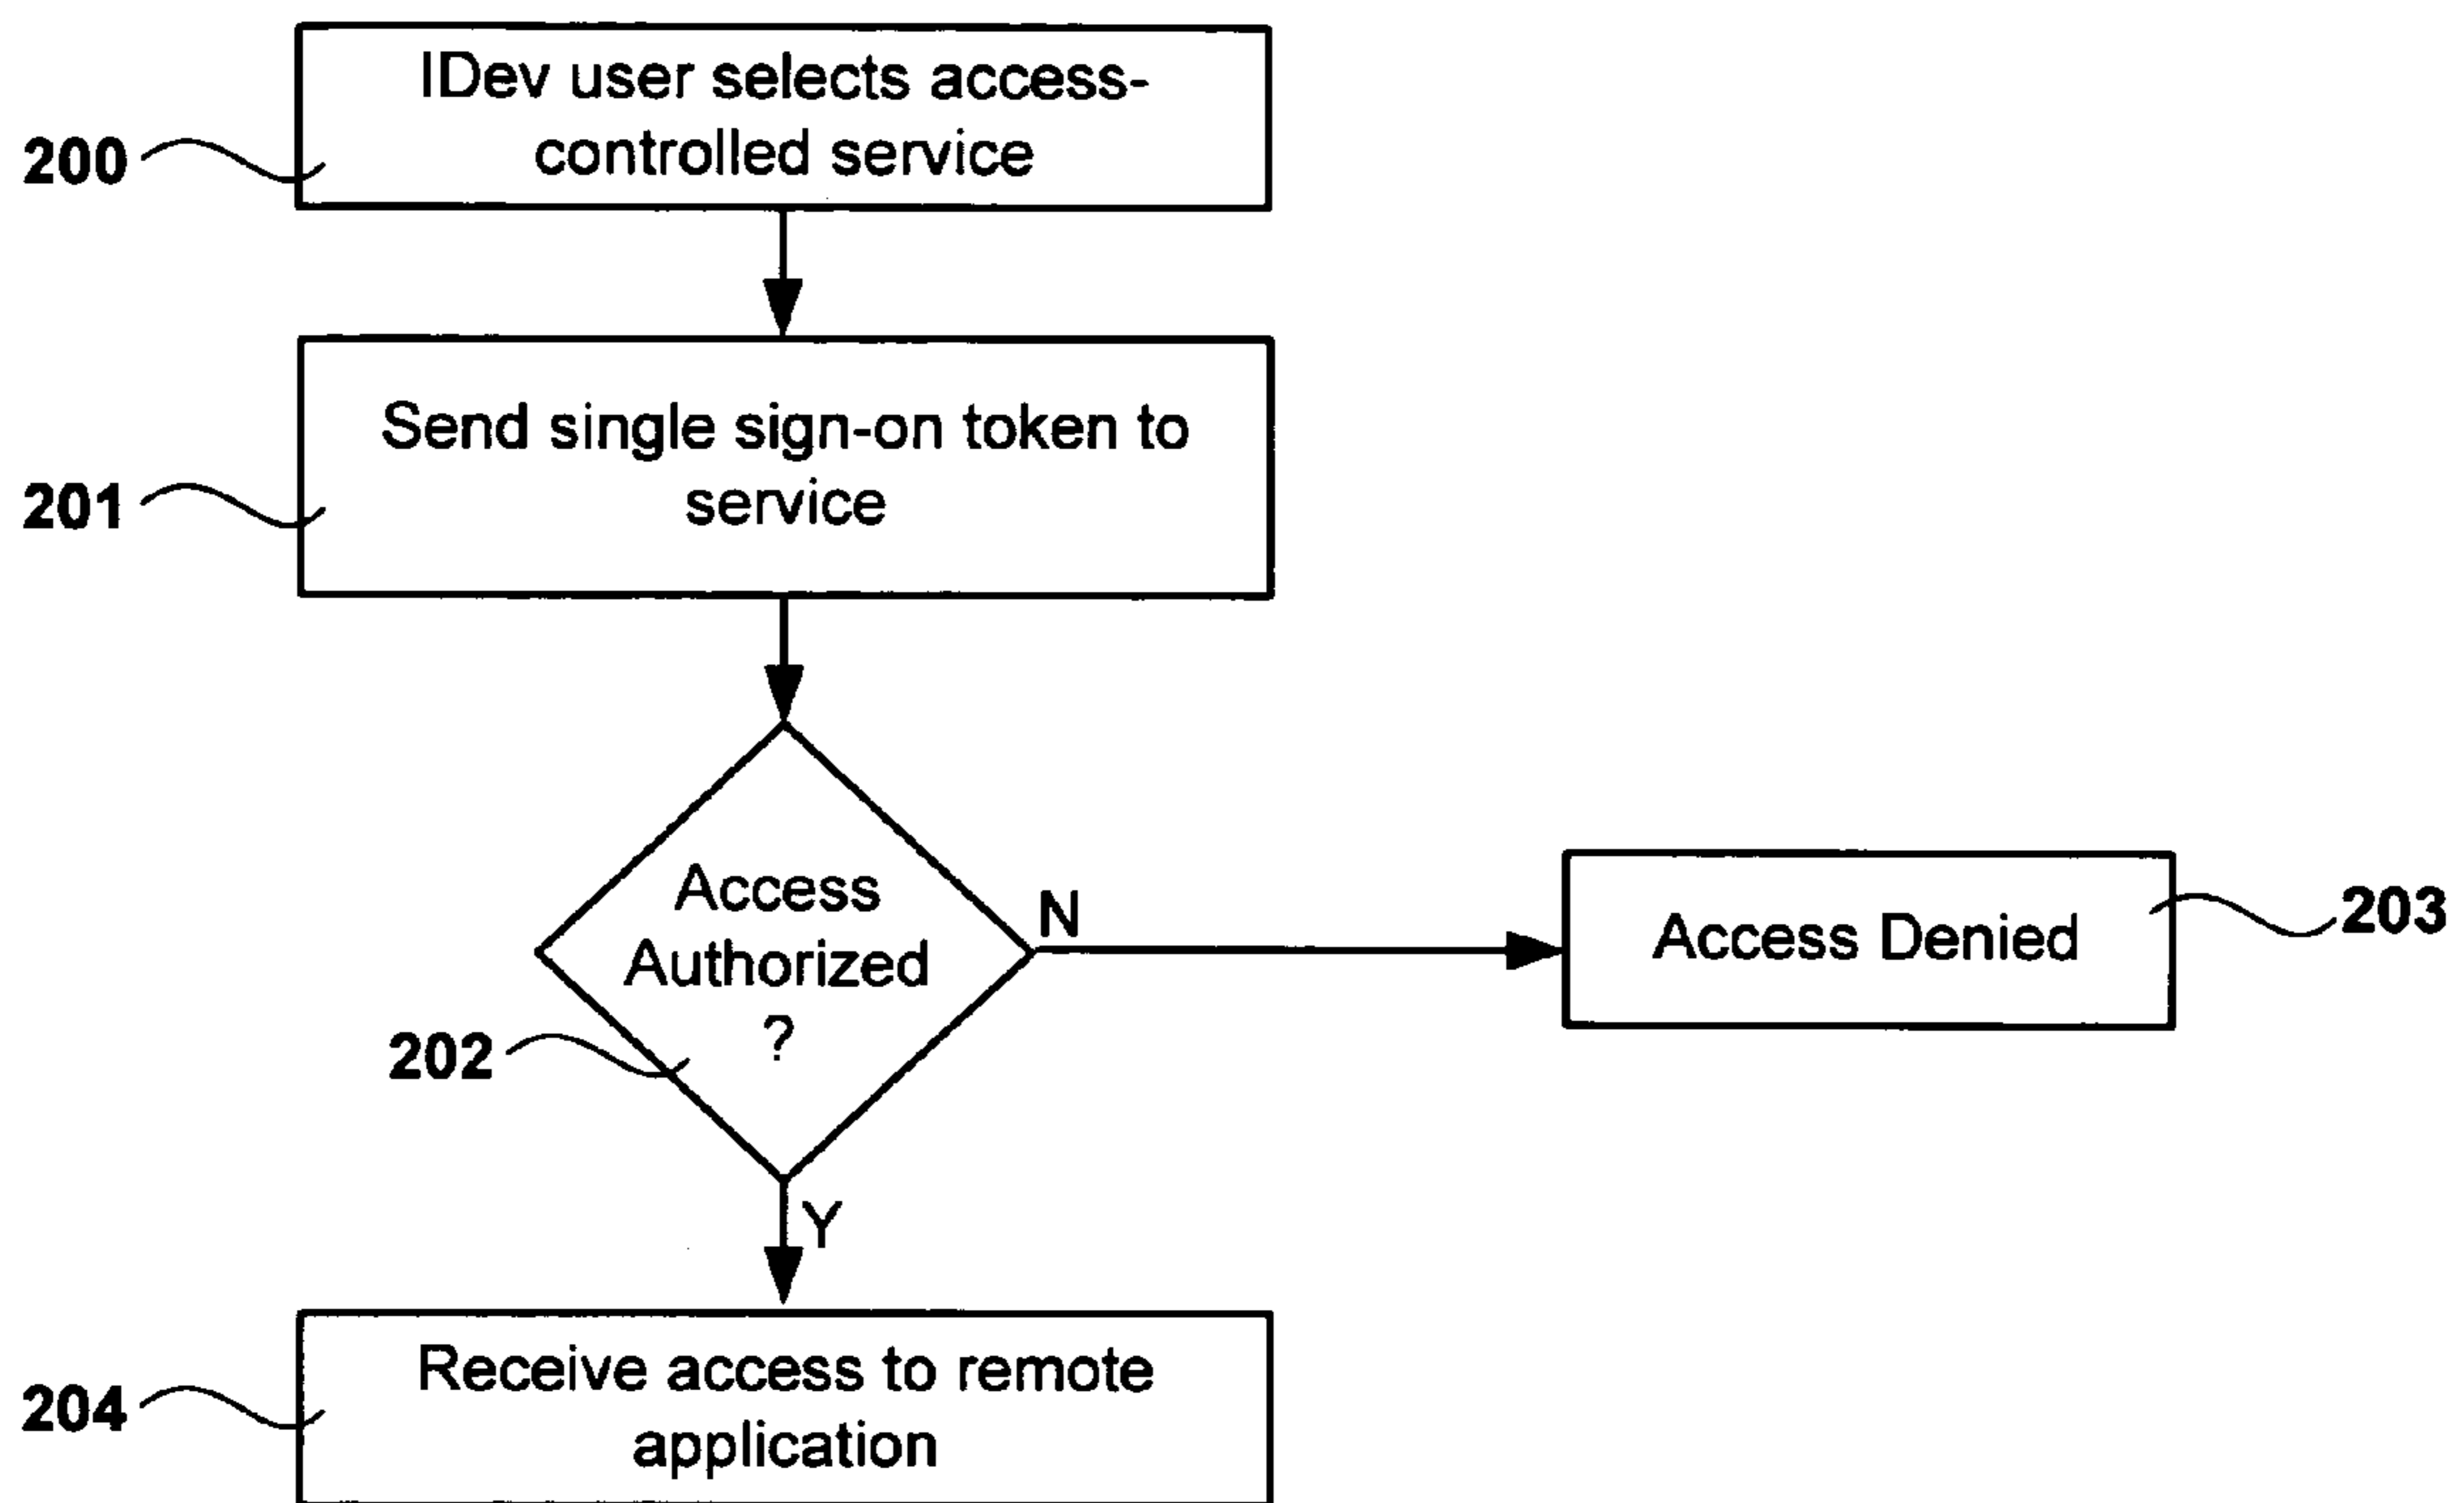 IDev user selects access-
controlled service
200
Send single sign-on token to
service
201
Access
Authorized
?
202
N
Access Denied
203
Y
Receive access to remote
application
204